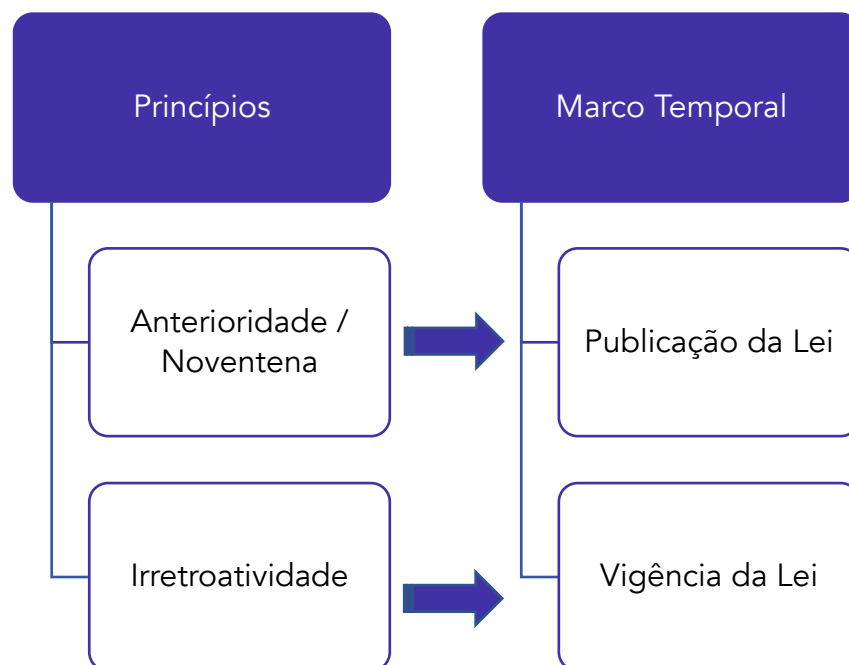 Princípios
Marco Temporal
Anterioridade /
Noventena
Publicação da Lei
Irretroatividade
Vigência da Lei